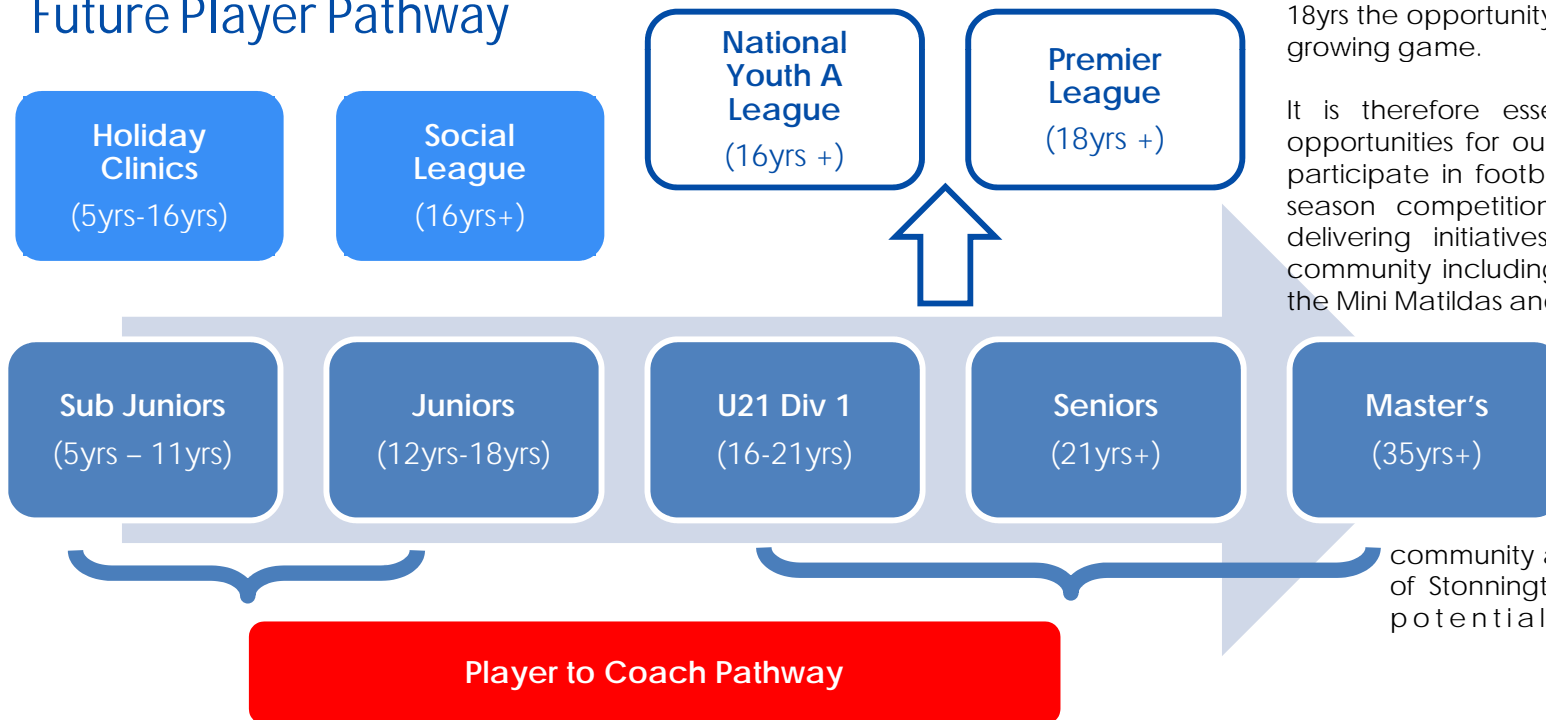 Future Player Pathway
National
Youth A
League
(16yrs +)
Premier
League
(18yrs +)
Holiday
Clinics
(5yrs-16yrs)
Social
League
(16yrs+)
18yrs the opportunity
growing game.
It is therefore
opportunities for
participate in
season competition
delivering initiatives
community including
the Mini Matildas
Sub Juniors
(5yrs – 11yrs)
Juniors
(12yrs-18yrs)
U21 Div 1
(16-21yrs)
Seniors
(21yrs+)
Master's
(35yrs+)
community
of
potential
Player to Coach Pathway